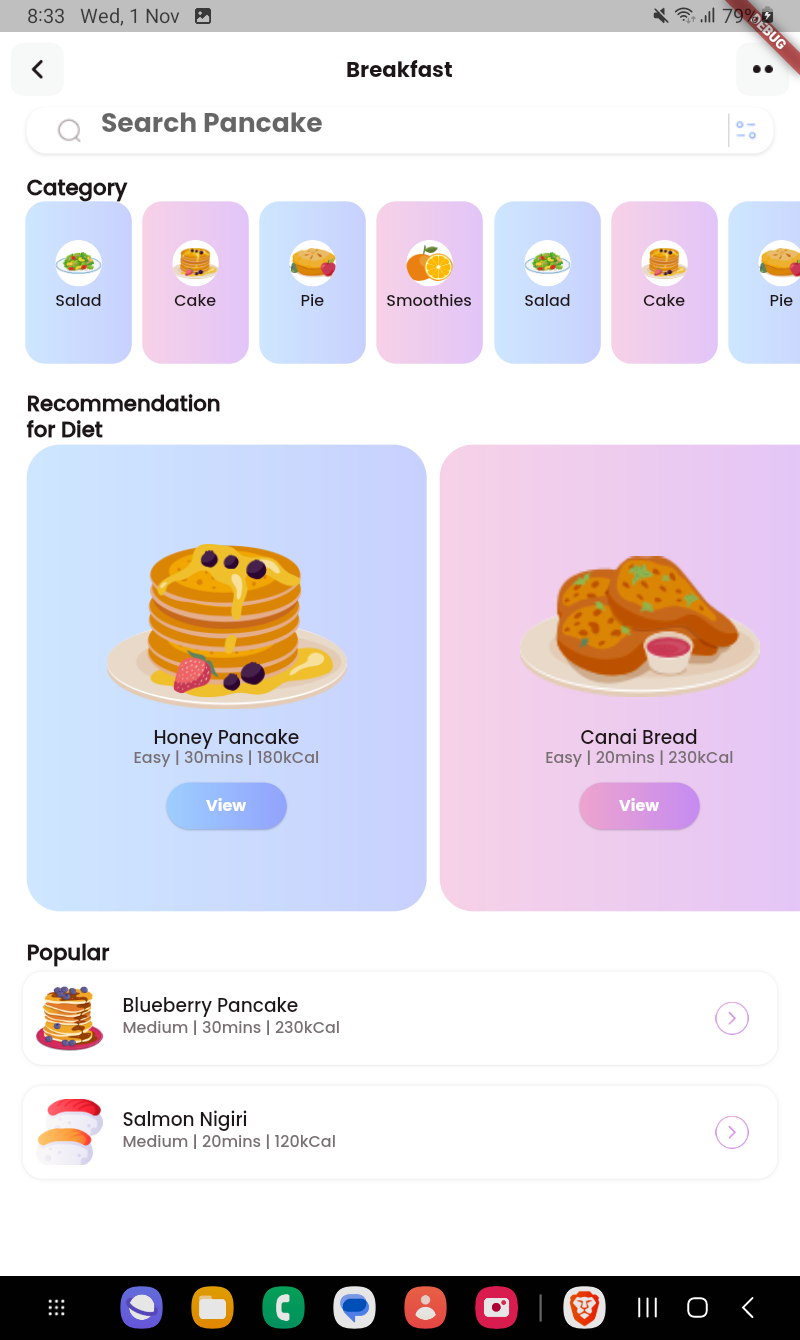 8:33 Wed, 1 Nov 79%
DEBUG
Breakfast
Search Pancake
Category
Salad Cake Pie Smoothies Salad Cake Pie
Recommendation
for Diet
Honey Pancake
Easy | 30mins | 180kCal
View
Canai Bread
Easy | 20mins | 230kCal
View
Popular
Blueberry Pancake
Medium | 30mins | 230kCal
Salmon Nigiri
Medium | 20mins | 120kCal